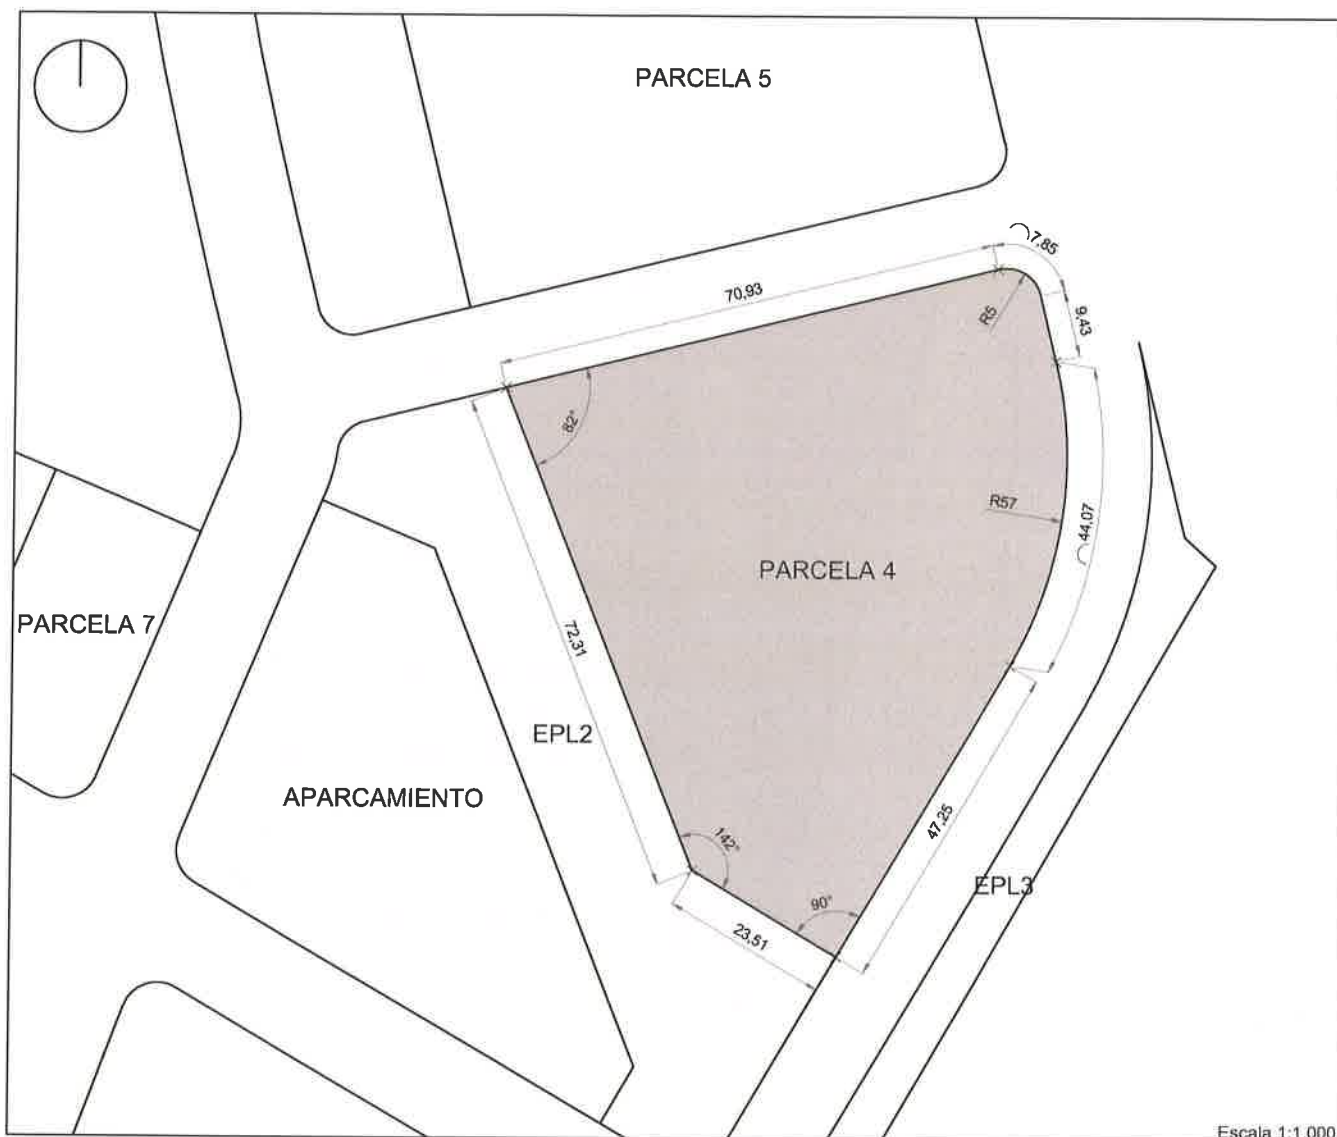 PARCELA 5
7,85
70,93
R5
9,43
82°
R57
44,07
PARCELA 4
PARCELA 7
72,31
EPL2
APARCAMIENTO
142°
47,25
90°
EPL3
23,51
Escala 1:1.000